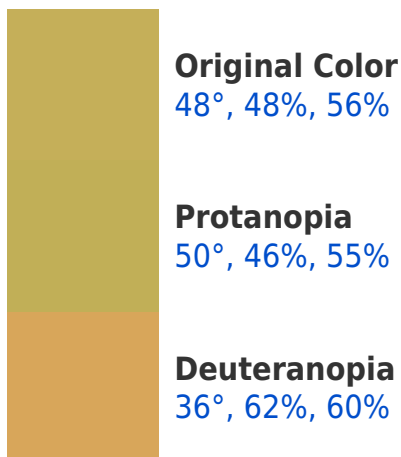 Original Color
48°, 48%, 56%
Protanopia
50°, 46%, 55%
Deuteranopia
36°, 62%, 60%